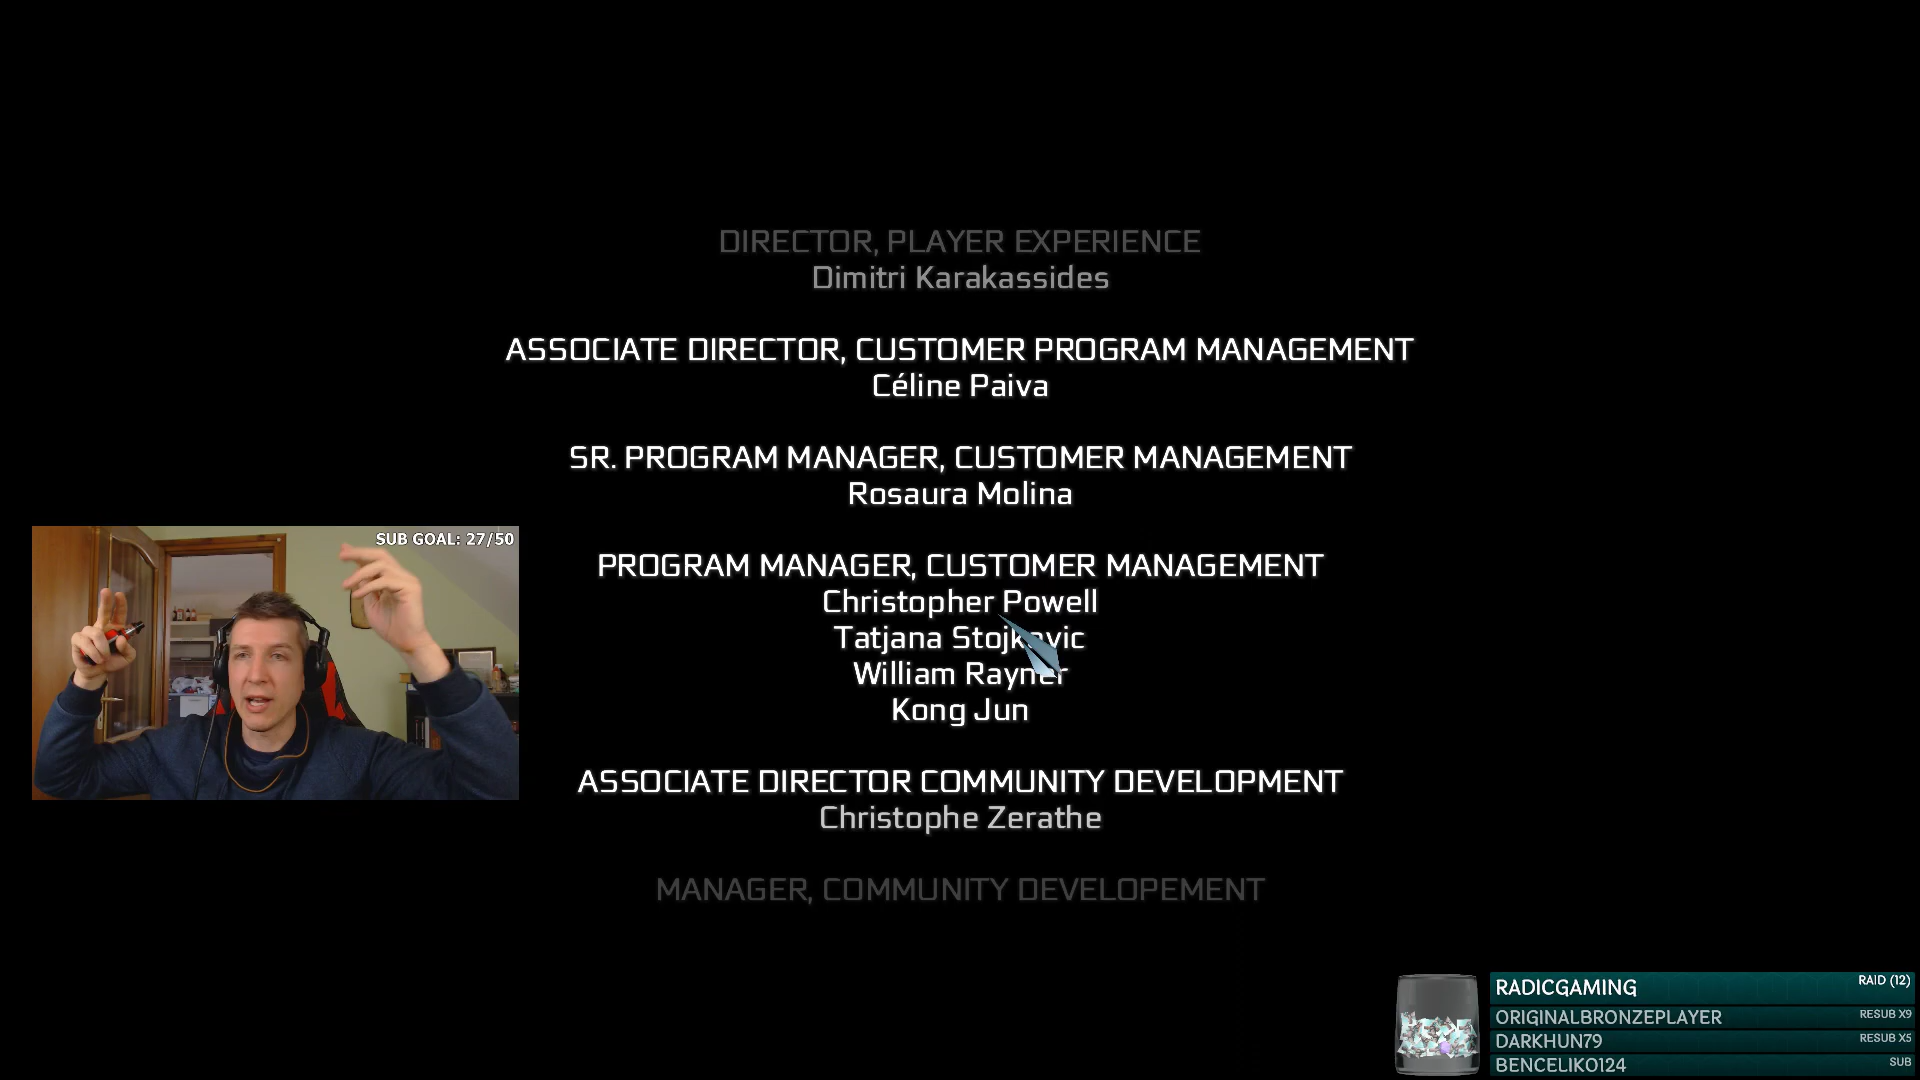 DIRECTOR, PLAYER EXPERIENCE
Dimitri Karakassides
ASSOCIATE DIRECTOR, CUSTOMER PROGRAM MANAGEMENT
Céline Paiva
SR. PROGRAM MANAGER, CUSTOMER MANAGEMENT
Rosaura Molina
PROGRAM MANAGER, CUSTOMER MANAGEMENT
Christopher Powell
Tatjana Stojkovic
William Rayner
Kong Jun
ASSOCIATE DIRECTOR COMMUNITY DEVELOPMENT
Christophe Zerathe
MANAGER, COMMUNITY DEVELOPEMENT
SUB GOAL: 27/50
RADICGAMING RAID (12)
ORIGINALBRONZEPLAYER RESUB X9
DARKHUN79 RESUB X5
BENCELIKO124 SUB